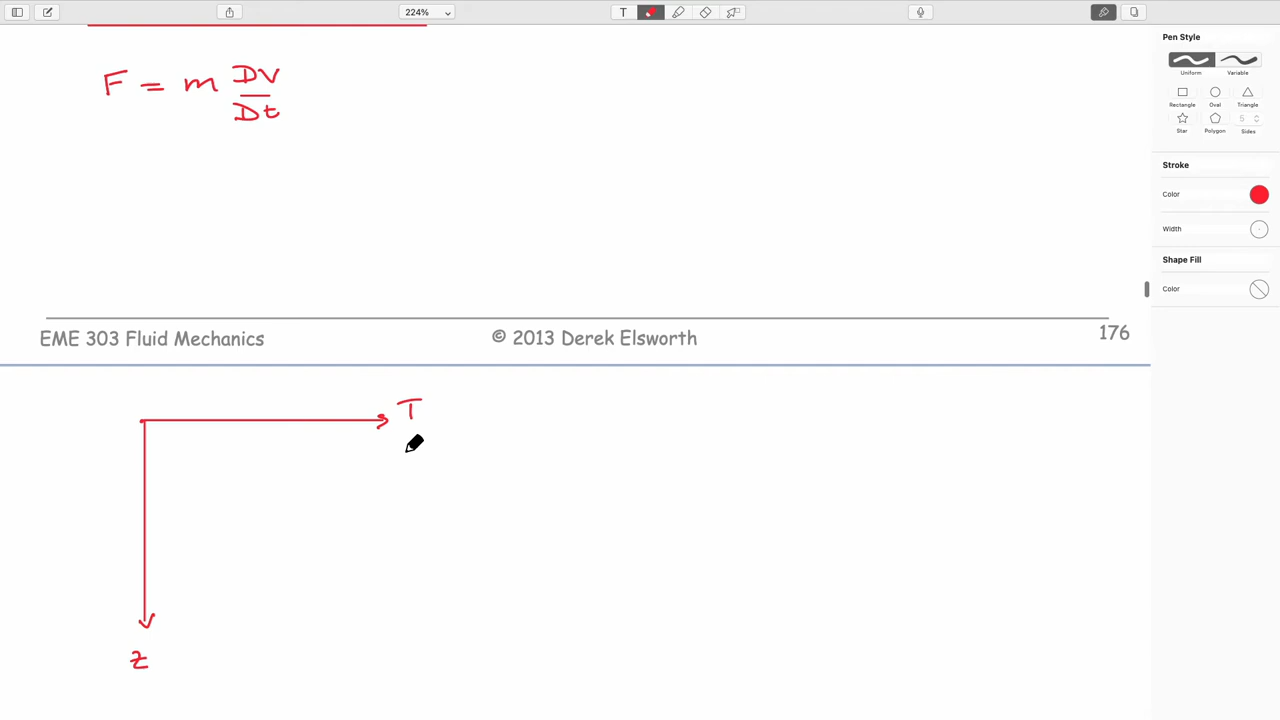 224%
T
Pen Style
Uniform
Variable
Rectangle
Oval
Triangle
Star
Polygon
5
Sides
Stroke
Color
Width
Shape Fill
Color
F = m DV/Dt
EME 303 Fluid Mechanics
© 2013 Derek Elsworth
176
T
z